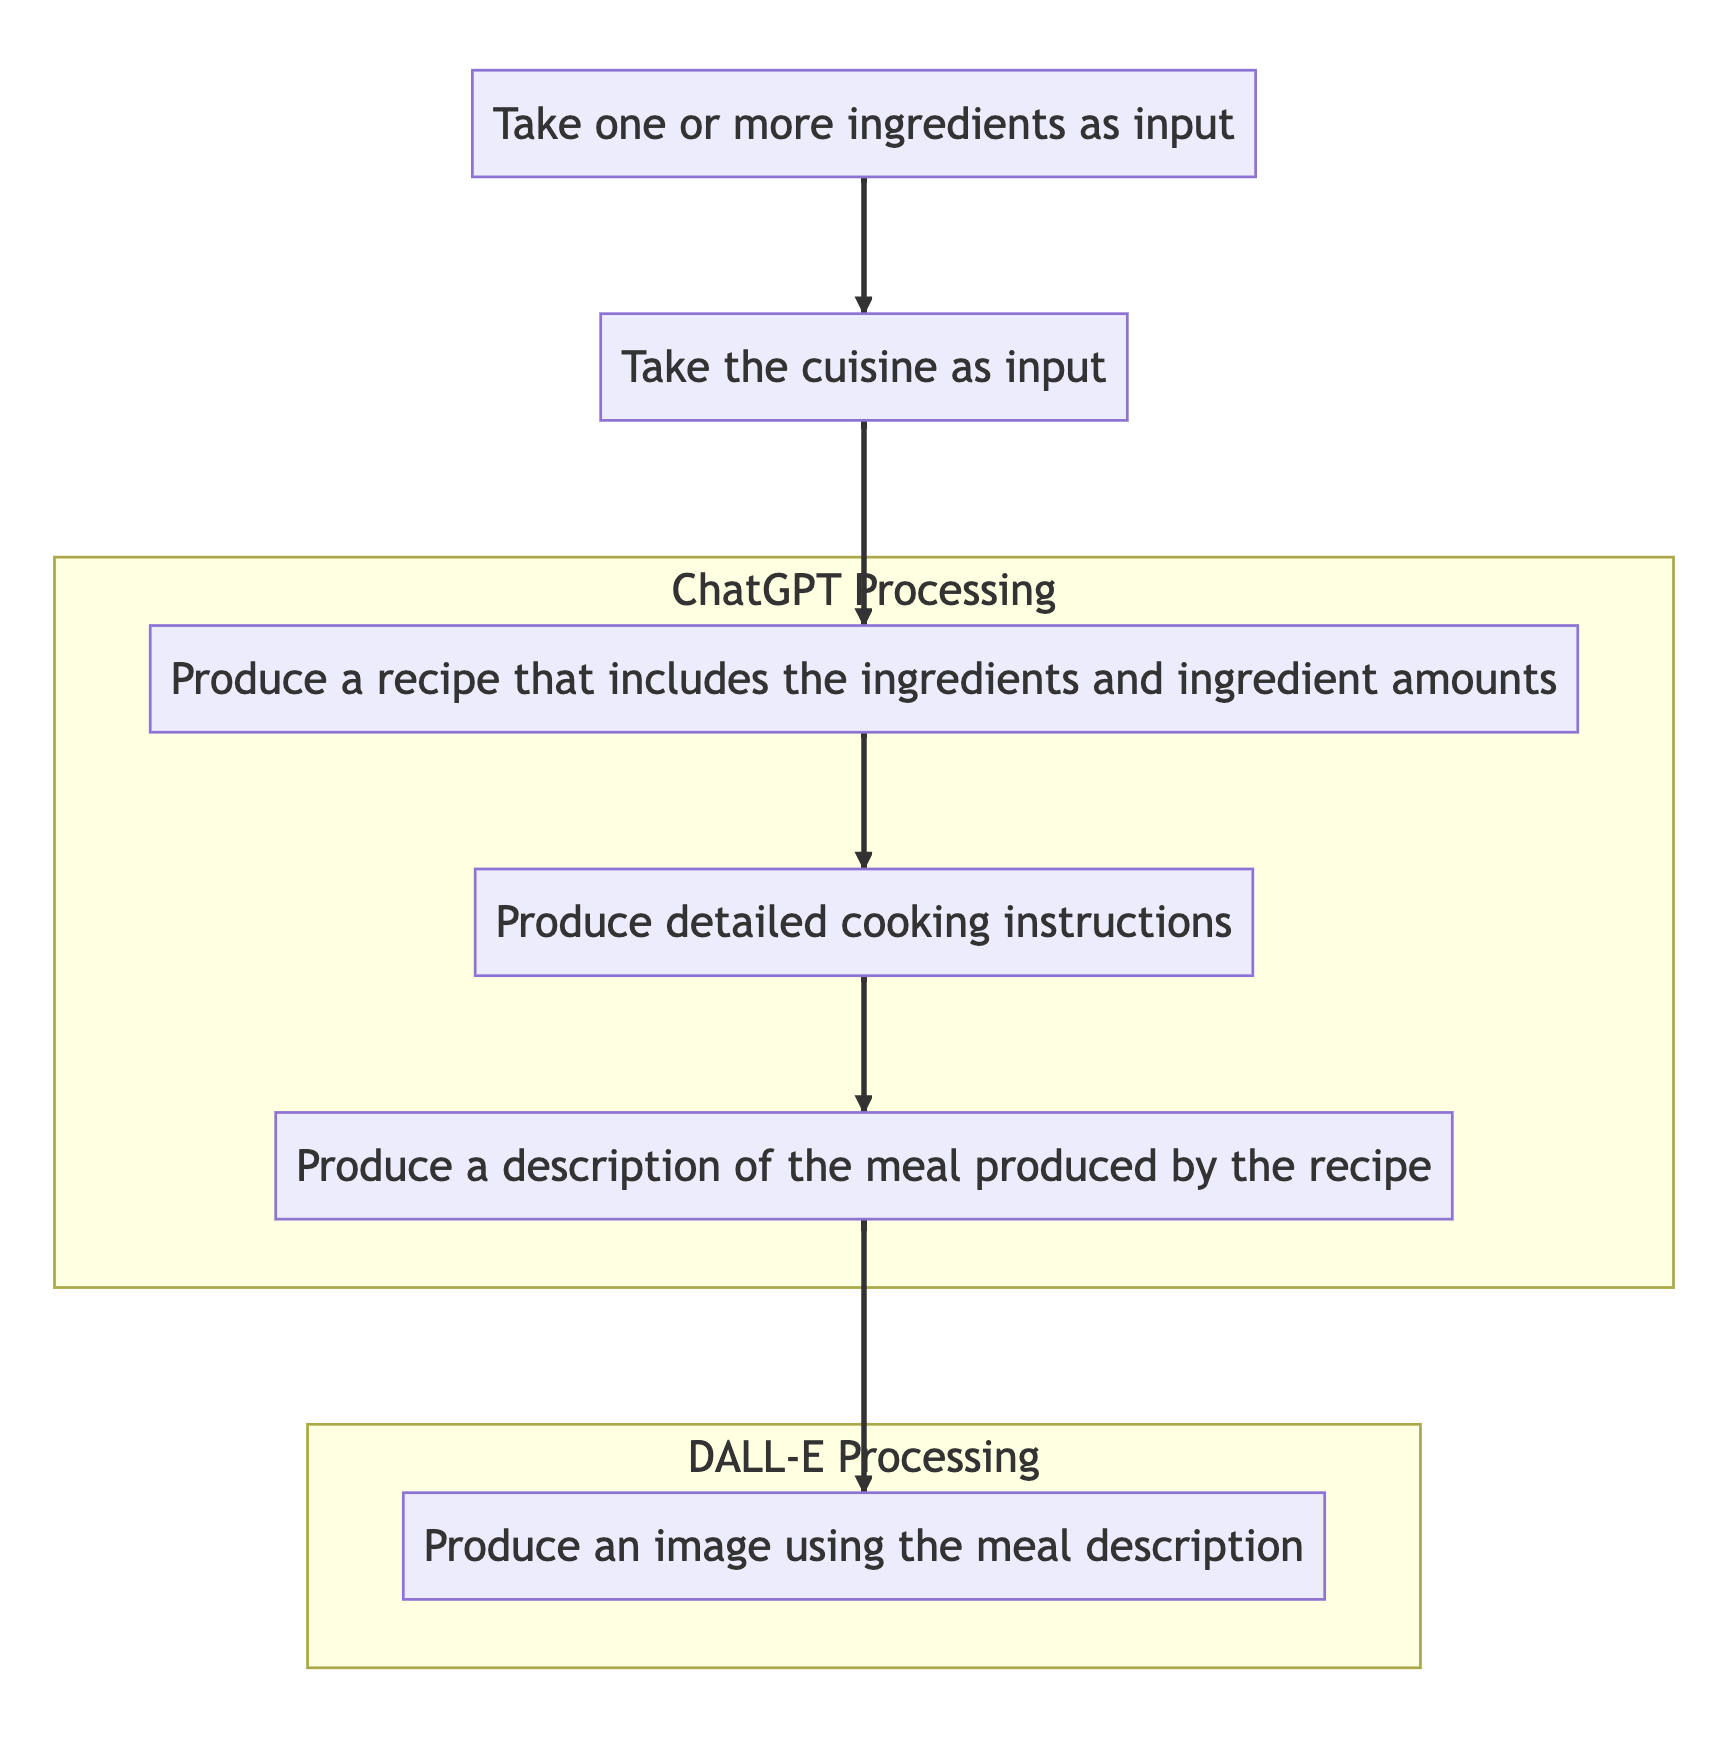 Take one or more ingredients as input
Take the cuisine as input
ChatGPT Processing
Produce a recipe that includes the ingredients and ingredient amounts
Produce detailed cooking instructions
Produce a description of the meal produced by the recipe
DALL-E Processing
Produce an image using the meal description